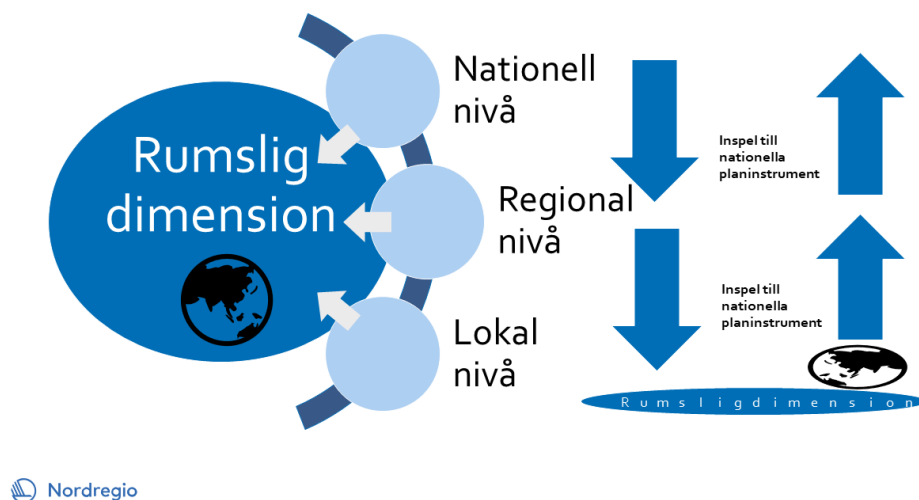 Rumslig
dimension
Nationell
nivå
Regional
nivå
Lokal
nivå
Inspel till
nationella
planinstrument
Inspel till
nationella
planinstrument
Rumsligdimension
Nordregio